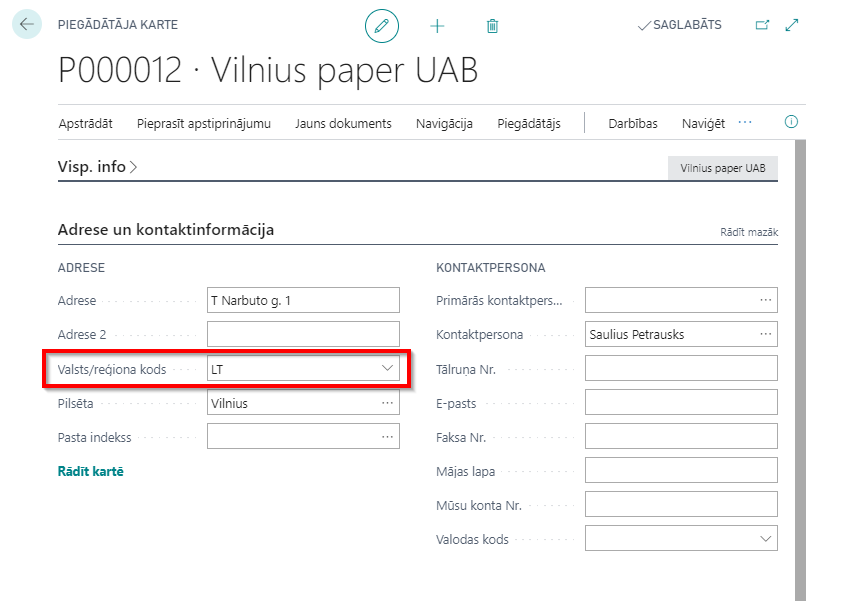 PIEGĀDĀTĀJA KARTE
SAGLABĀTS
P000012 · Vilnius paper UAB
Apstrādāt Pieprasīt apstiprinājumu Jauns dokuments Navigācija Piegādātājs Darbības Naviģēt ...
Visp. info
Vilnius paper UAB
Adrese un kontaktinformācija
Rādīt mazāk
ADRESE
Adrese T Narbuto g. 1
Adrese 2
Valsts/reģiona kods LT
Pilsēta Vilnius ...
Pasta indekss ...
Rādīt kartē
KONTAKTPERSONA
Primārās kontaktpers... ...
Kontaktpersona Saulius Petrausks ...
Tālruņa Nr.
E-pasts
Faksa Nr.
Mājas lapa
Mūsu konta Nr.
Valodas kods